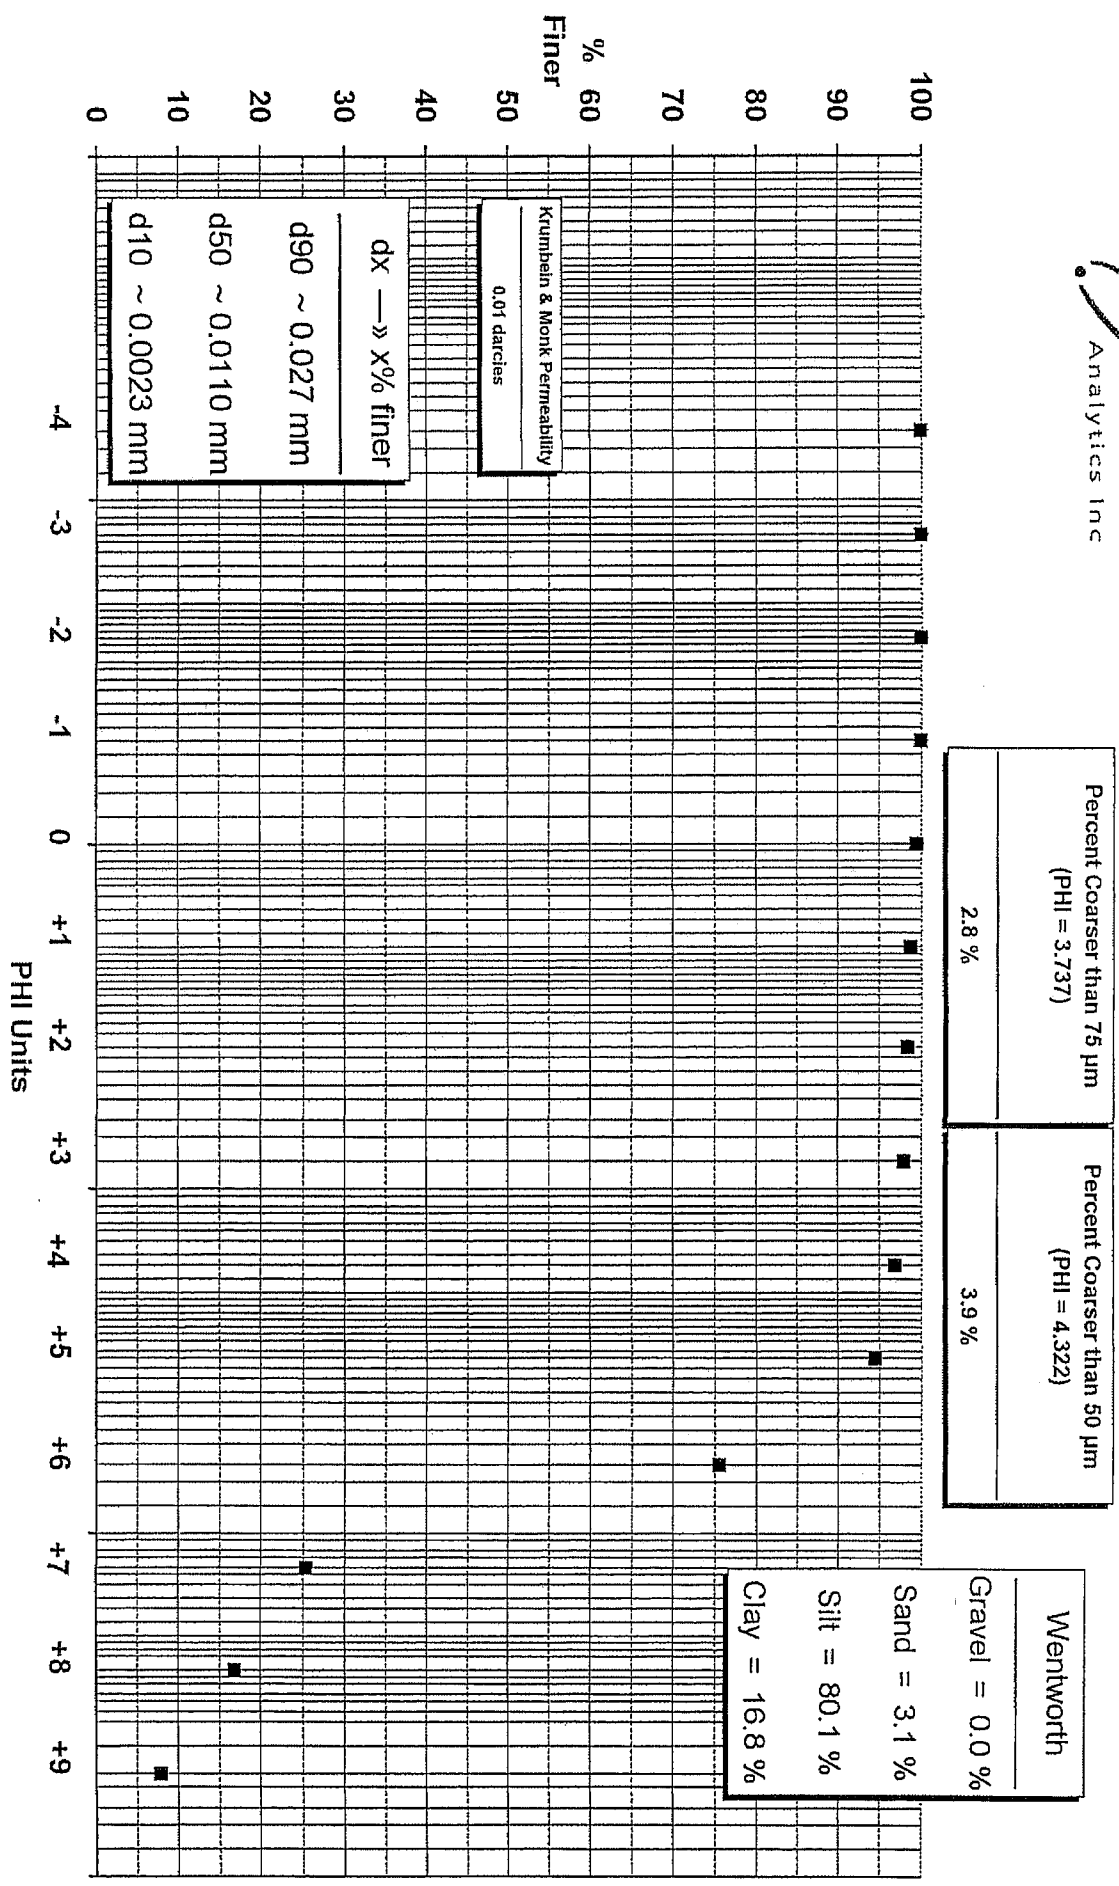 Analytics Inc
Percent Coarser than 75 µm
(PHI = 3.737)
2.8 %
Percent Coarser than 50 µm
(PHI = 4.322)
3.9 %
Wentworth
Gravel = 0.0 %
Sand = 3.1 %
Silt = 80.1 %
Clay = 16.8 %
%
Finer
100
90
80
70
60
50
40
30
20
10
0
Krumbein & Monk Permeability
0.01 darcies
dx —» x% finer
d90 ~ 0.027 mm
d50 ~ 0.0110 mm
d10 ~ 0.0023 mm
-4 -3 -2 -1 0 +1 +2 +3 +4 +5 +6 +7 +8 +9
PHI Units